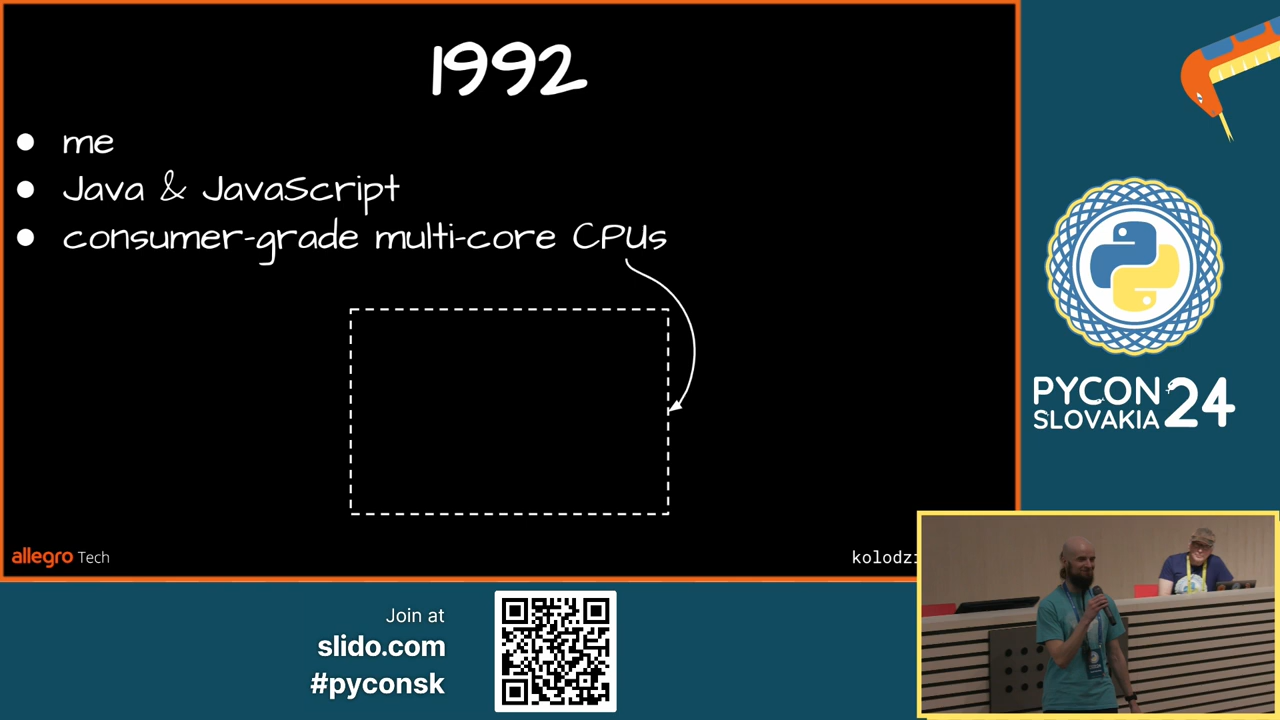 1992
● me
● Java & JavaScript
● consumer-grade multi-core CPUs
allegro Tech
kolodzi
PYCON
SLOVAKIA 24
Join at
slido.com
#pyconsk